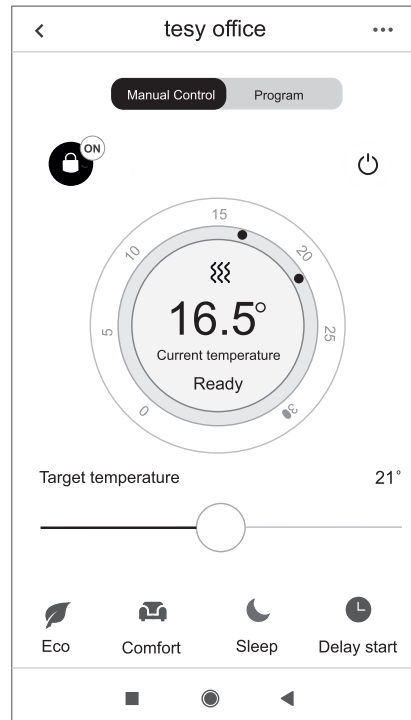 tesy office
Manual Control Program
ON
15
10 20
5 25
0 30
16.5°
Current temperature
Ready
Target temperature 21°
Eco Comfort Sleep Delay start